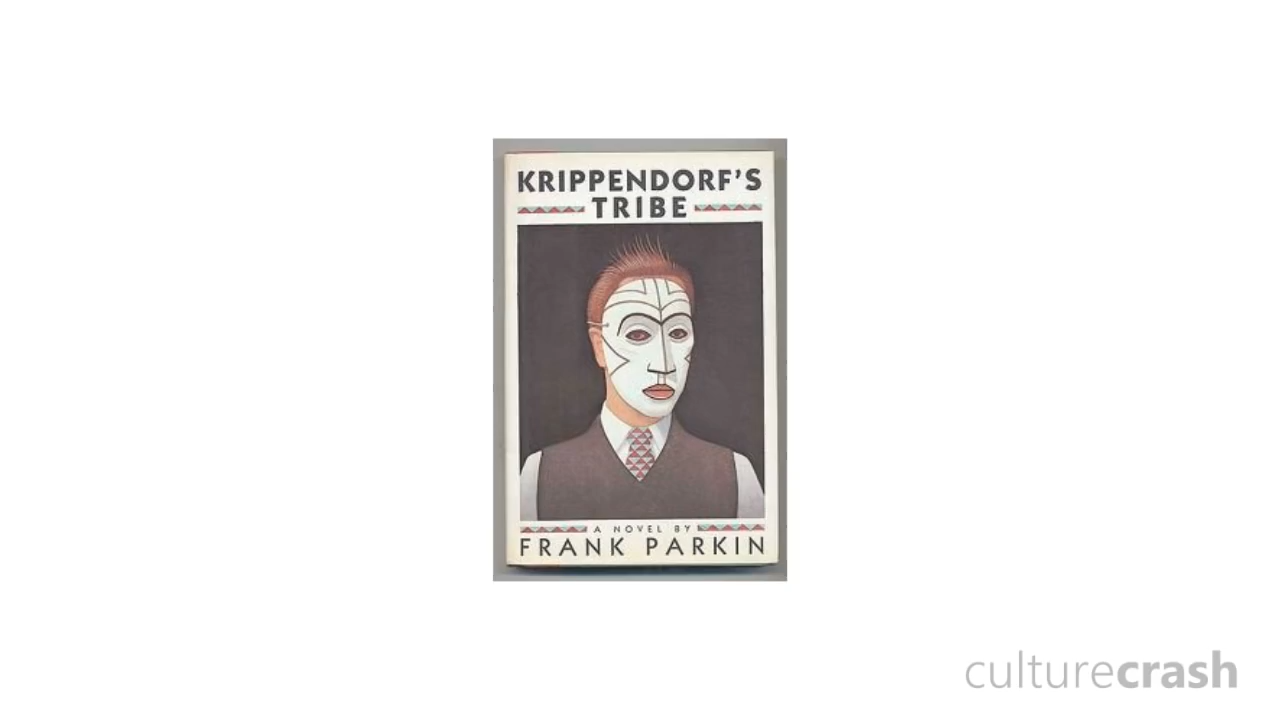 KRIPPENDORF'S
TRIBE
A NOVEL BY
FRANK PARKIN
culturecrash